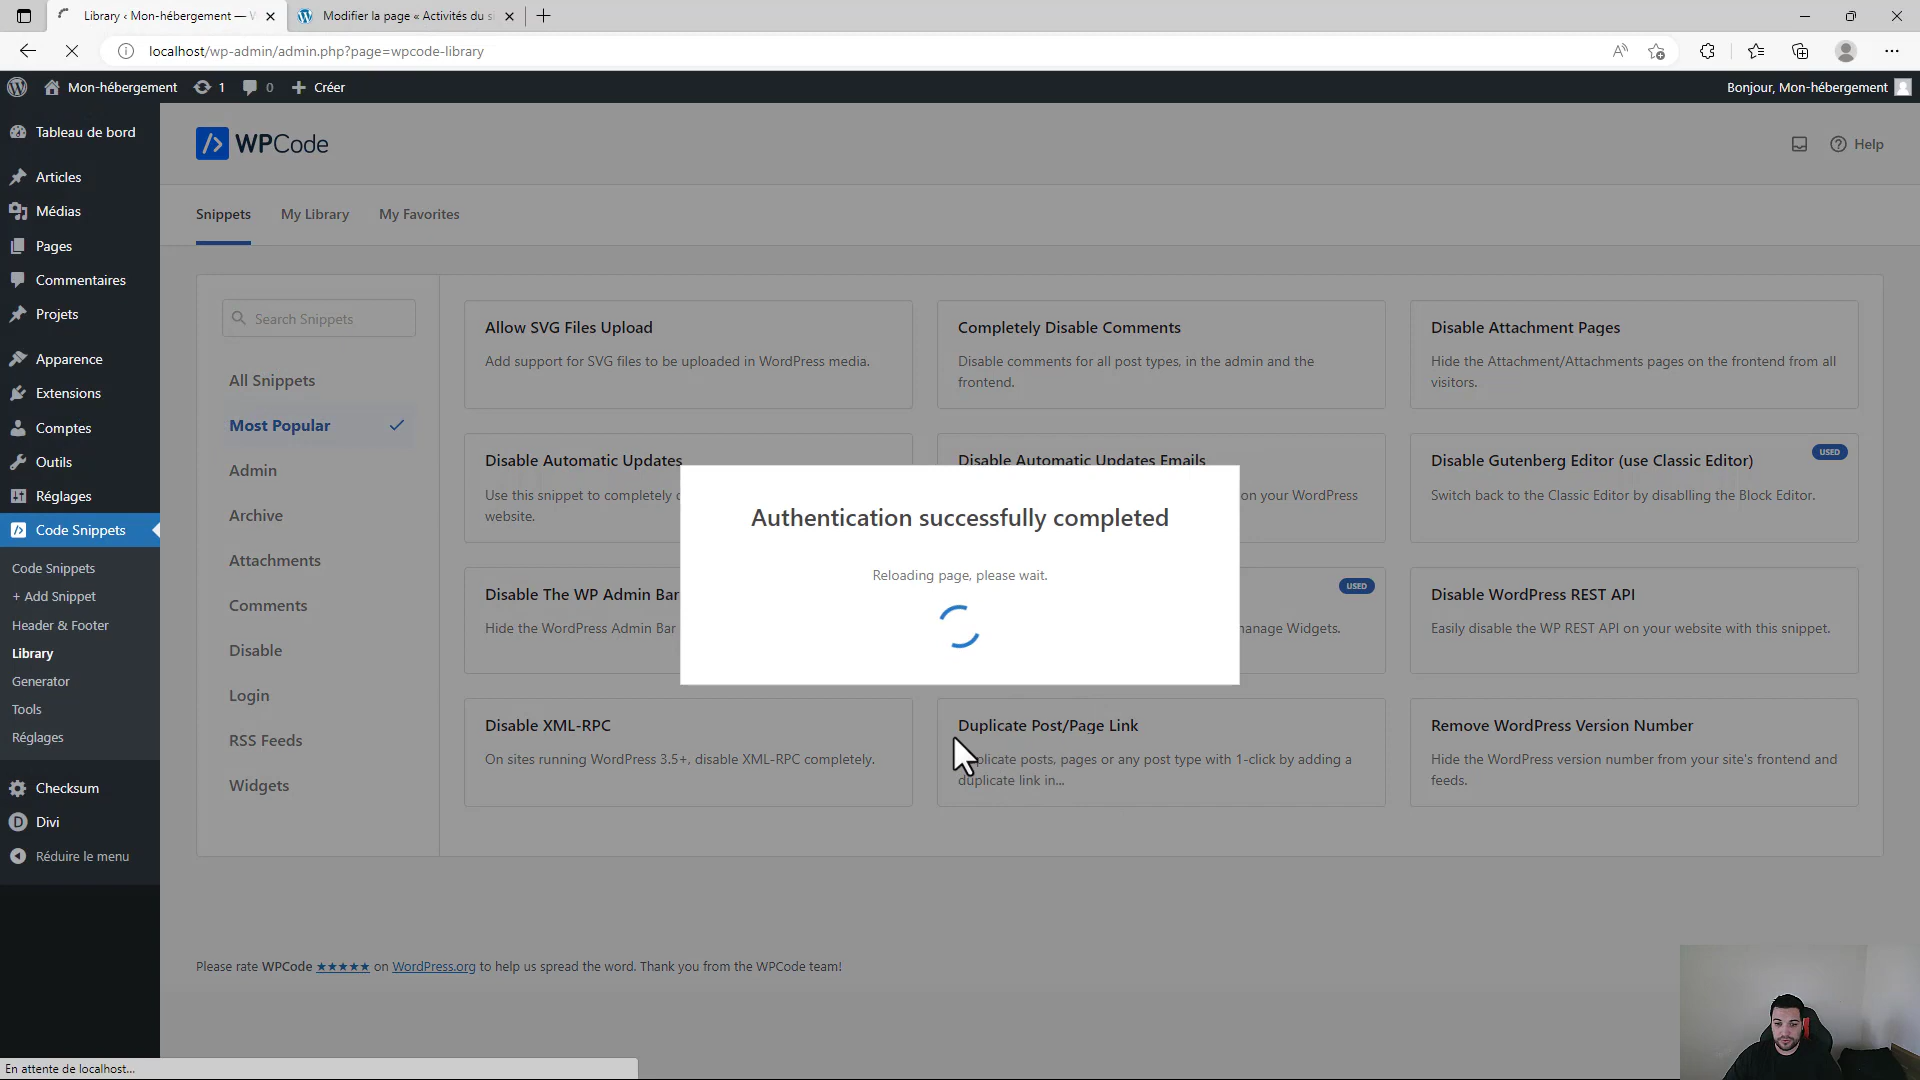 Library ‹ Mon-hébergement — W
Modifier la page « Activités du si
localhost/wp-admin/admin.php?page=wpcode-library
Mon-hébergement
1
0
Créer
Bonjour, Mon-hébergement
Tableau de bord
Articles
Médias
Pages
Commentaires
Projets
Apparence
Extensions
Comptes
Outils
Réglages
Code Snippets
Code Snippets
+ Add Snippet
Header & Footer
Library
Generator
Tools
Réglages
Checksum
Divi
Réduire le menu
WPCode
Help
Snippets
My Library
My Favorites
Search Snippets
All Snippets
Most Popular
Admin
Archive
Attachments
Comments
Disable
Login
RSS Feeds
Widgets
Allow SVG Files Upload
Add support for SVG files to be uploaded in WordPress media.
Completely Disable Comments
Disable comments for all post types, in the admin and the
frontend.
Disable Attachment Pages
Hide the Attachment/Attachments pages on the frontend from all
visitors.
Disable Automatic Updates
Use this snippet to completely
website.
Disable Automatic Updates Emails
on your WordPress
Disable Gutenberg Editor (use Classic Editor)
USED
Switch back to the Classic Editor by disablling the Block Editor.
Authentication successfully completed
Reloading page, please wait.
Disable The WP Admin Bar
Hide the WordPress Admin Bar
USED
manage Widgets.
Disable WordPress REST API
Easily disable the WP REST API on your website with this snippet.
Disable XML-RPC
On sites running WordPress 3.5+, disable XML-RPC completely.
Duplicate Post/Page Link
plicate posts, pages or any post type with 1-click by adding a
duplicate link in...
Remove WordPress Version Number
Hide the WordPress version number from your site's frontend and
feeds.
Please rate WPCode ★★★★★ on WordPress.org to help us spread the word. Thank you from the WPCode team!
En attente de localhost...